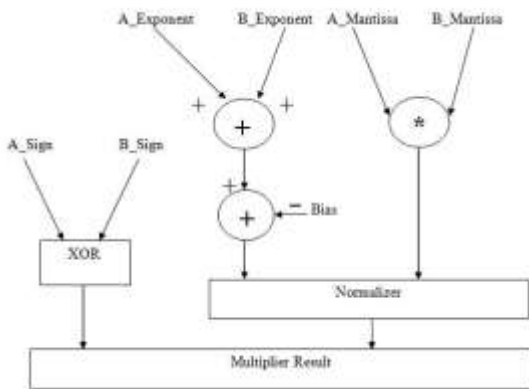 A_Exponent B_Exponent A_Mantissa B_Mantissa
+ +
+ *
A_Sign B_Sign
+
+ − Bias
XOR
Normalizer
Multiplier Result